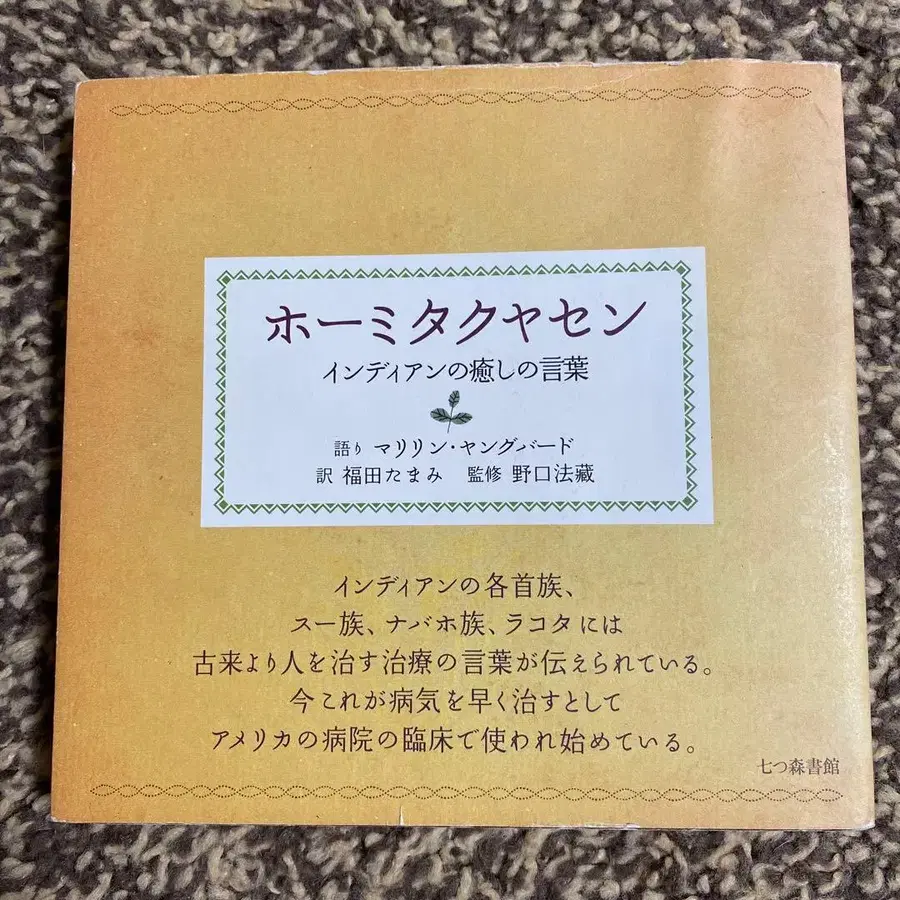 ホーミタクヤセン
インディアンの癒しの言葉
語り マリリン・ヤングバード
訳 福田たまみ 監修 野口法藏
インディアンの各首族、
スー族、ナバホ族、ラコタには
古来より人を治す治療の言葉が伝えられている。
今これが病気を早く治すとして
アメリカの病院の臨床で使われ始めている。
七つ森書館